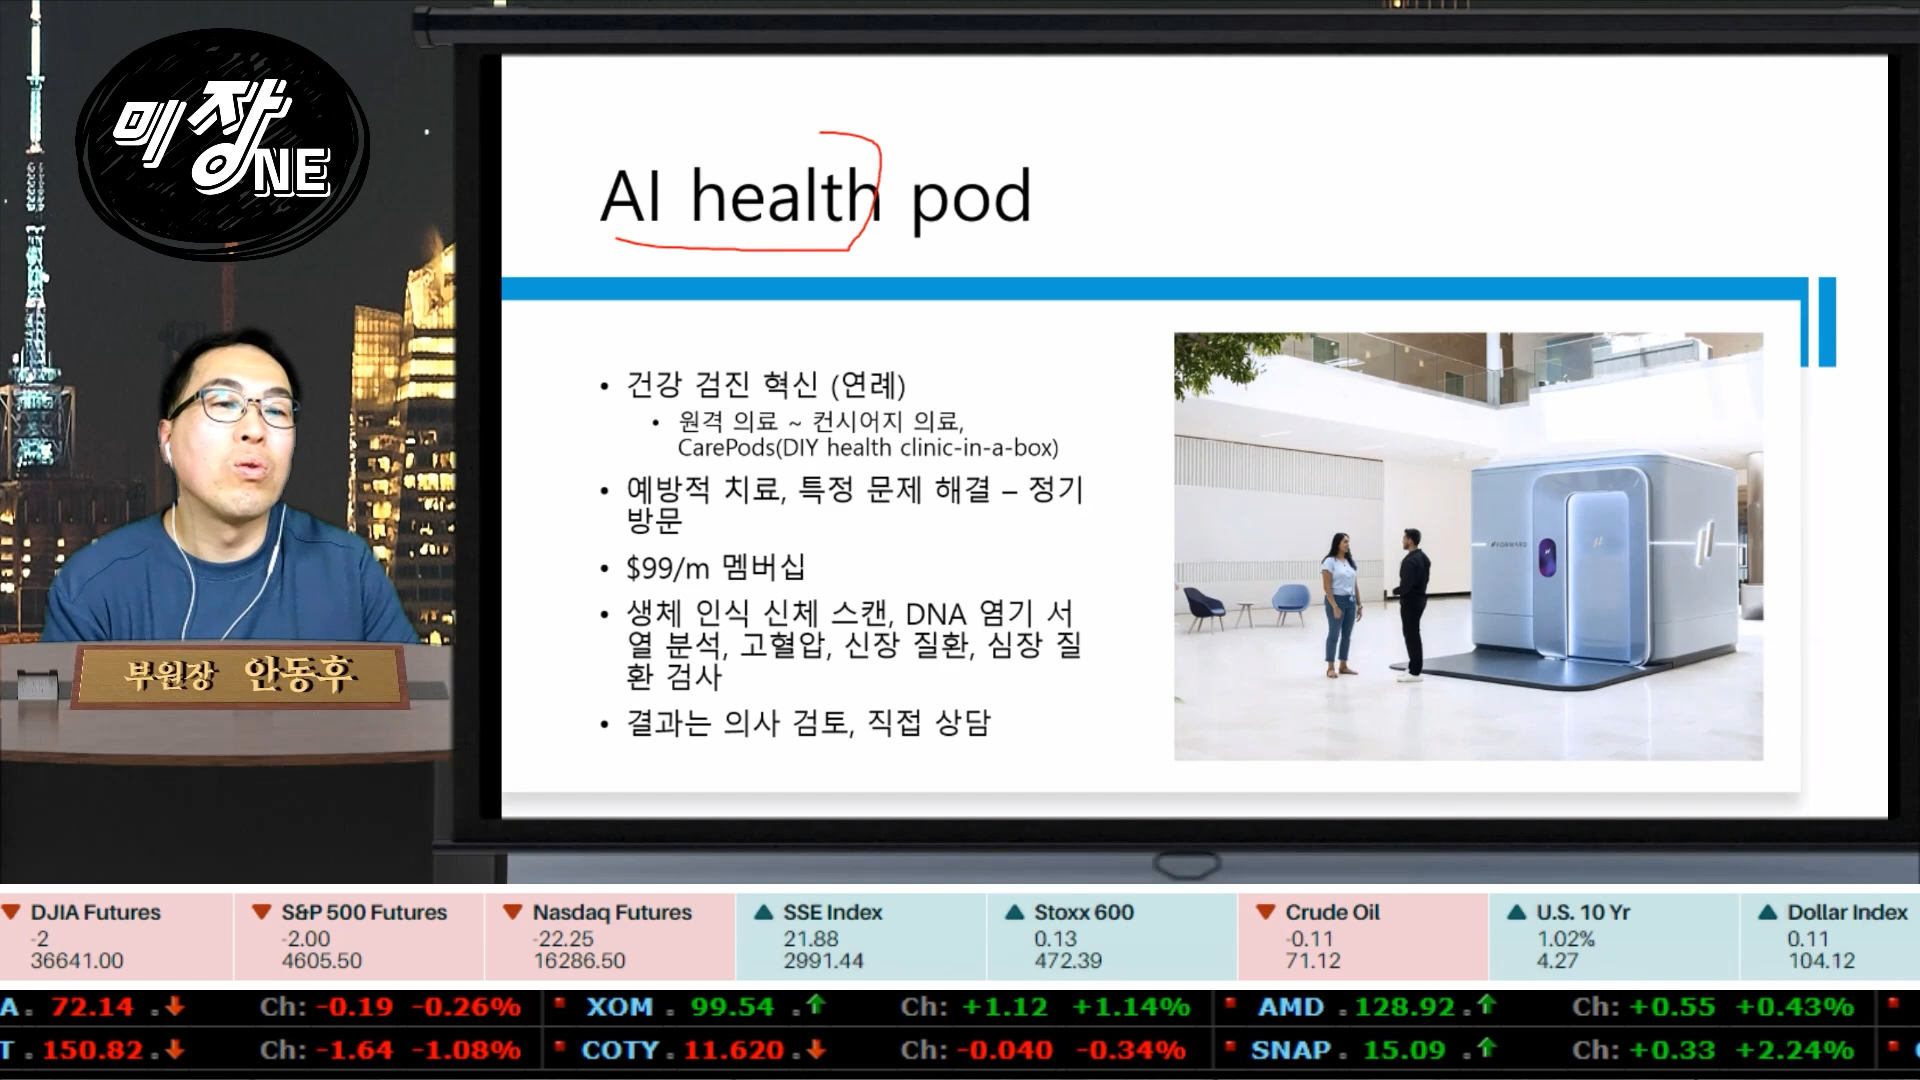 미장NE
부원장 안동후
AI health pod
• 건강 검진 혁신 (연례)
• 원격 의료 ~ 컨시어지 의료,
CarePods(DIY health clinic-in-a-box)
• 예방적 치료, 특정 문제 해결 – 정기
방문
• $99/m 멤버십
• 생체 인식 신체 스캔, DNA 염기 서
열 분석, 고혈압, 신장 질환, 심장 질
환 검사
• 결과는 의사 검토, 직접 상담
FORWARD
▼ DJIA Futures
-2
36641.00
▼ S&P 500 Futures
-2.00
4605.50
▼ Nasdaq Futures
-22.25
16286.50
▲ SSE Index
21.88
2991.44
▲ Stoxx 600
0.13
472.39
▼ Crude Oil
-0.11
71.12
▲ U.S. 10 Yr
1.02%
4.27
▲ Dollar Index
0.11
104.12
A . 72.14 . Ch: -0.19 -0.26% XOM . 99.54 . Ch: +1.12 +1.14% AMD . 128.92 . Ch: +0.55 +0.43%
T . 150.82 . Ch: -1.64 -1.08% COTY . 11.620 . Ch: -0.040 -0.34% SNAP . 15.09 . Ch: +0.33 +2.24%